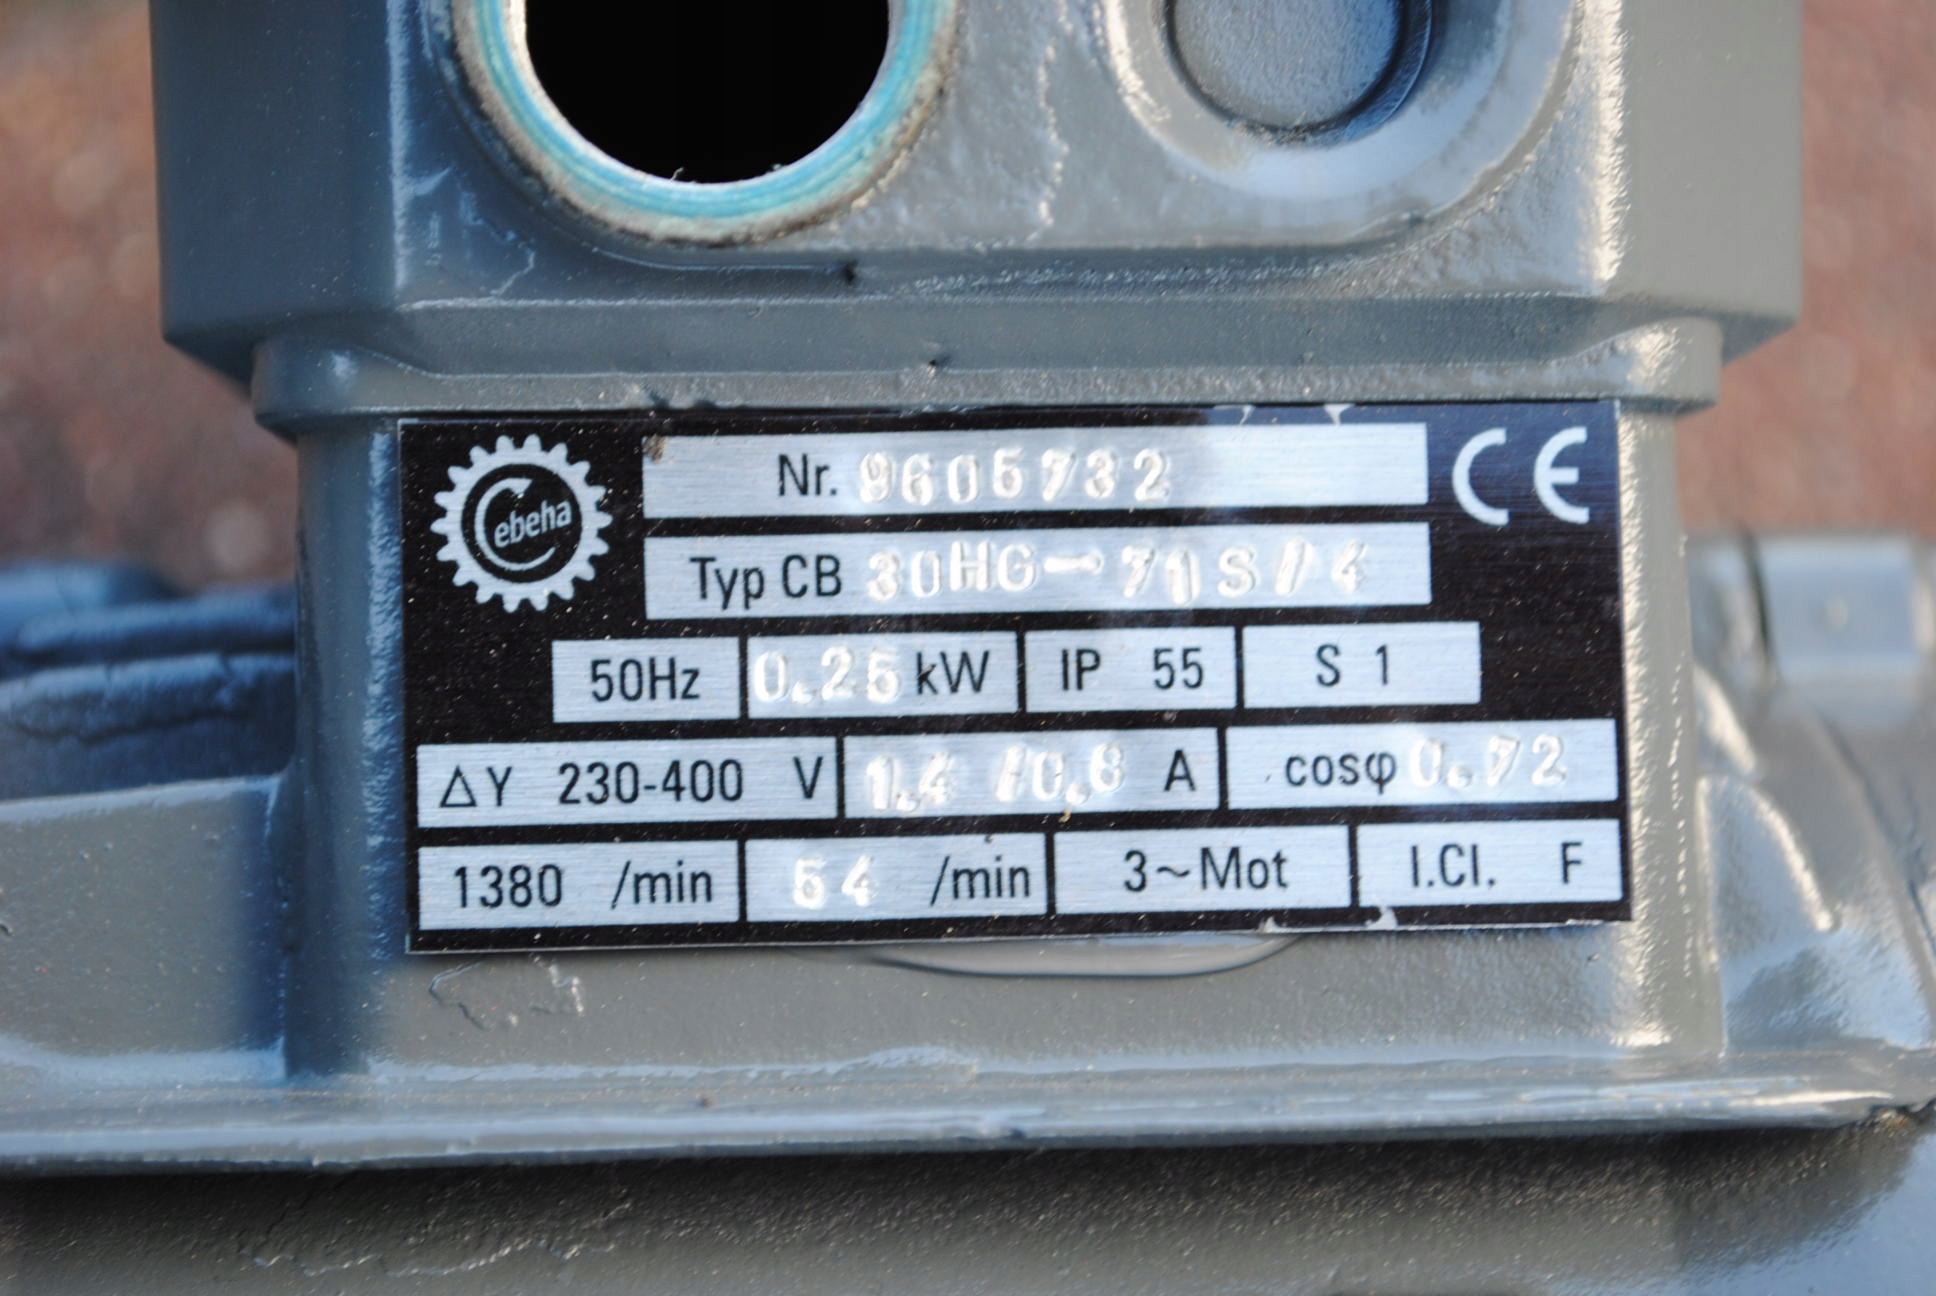 Cebeha
Nr. 9605732
CE
Typ CB 30HG-71S/4
50Hz 0.25 kW IP 55 S 1
ΔY 230-400 V 1.4 /0.8 A cosφ 0.72
1380 /min 54 /min 3~Mot I.Cl. F